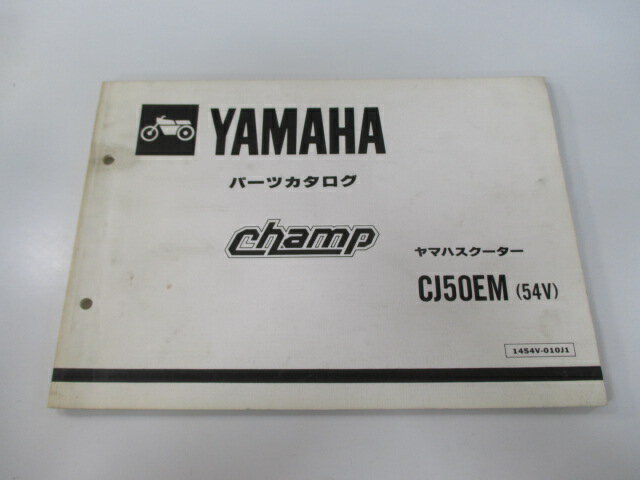 YAMAHA
パーツカタログ
champ
ヤマハスクーター
CJ50EM (54V)
1454V-010J1